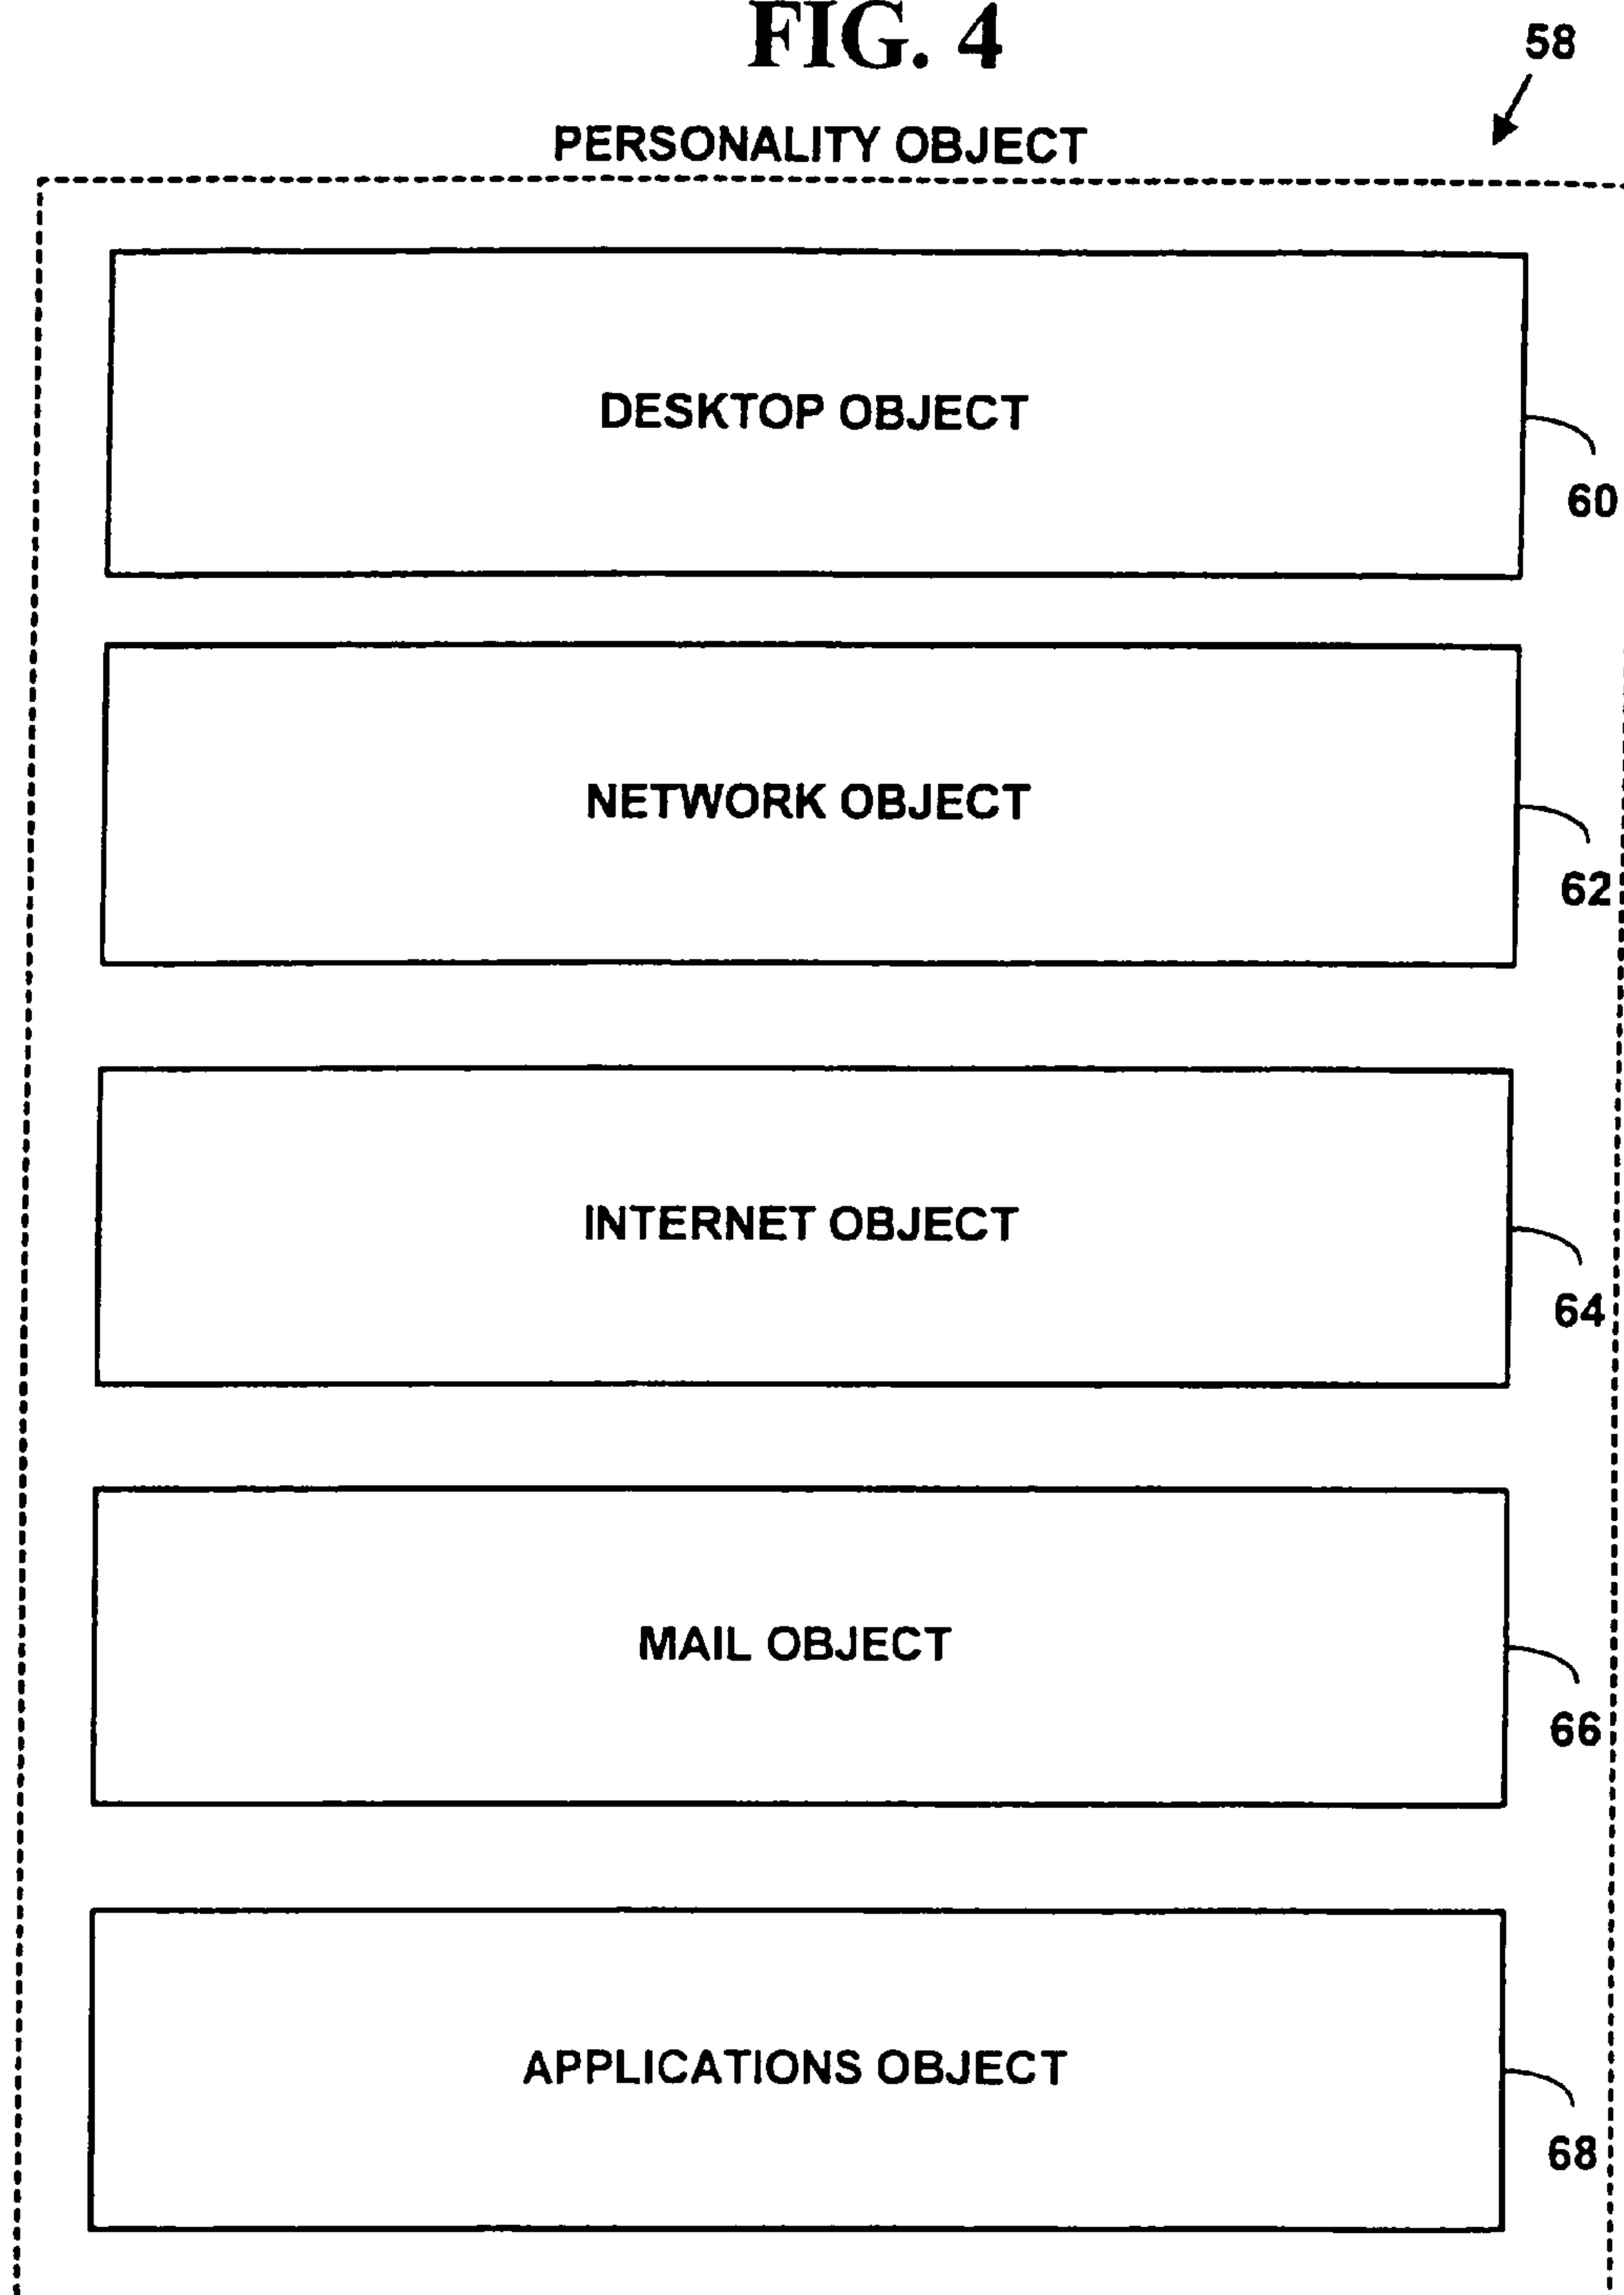 FIG. 4
58
PERSONALITY OBJECT
DESKTOP OBJECT
60
NETWORK OBJECT
62
INTERNET OBJECT
64
MAIL OBJECT
66
APPLICATIONS OBJECT
68